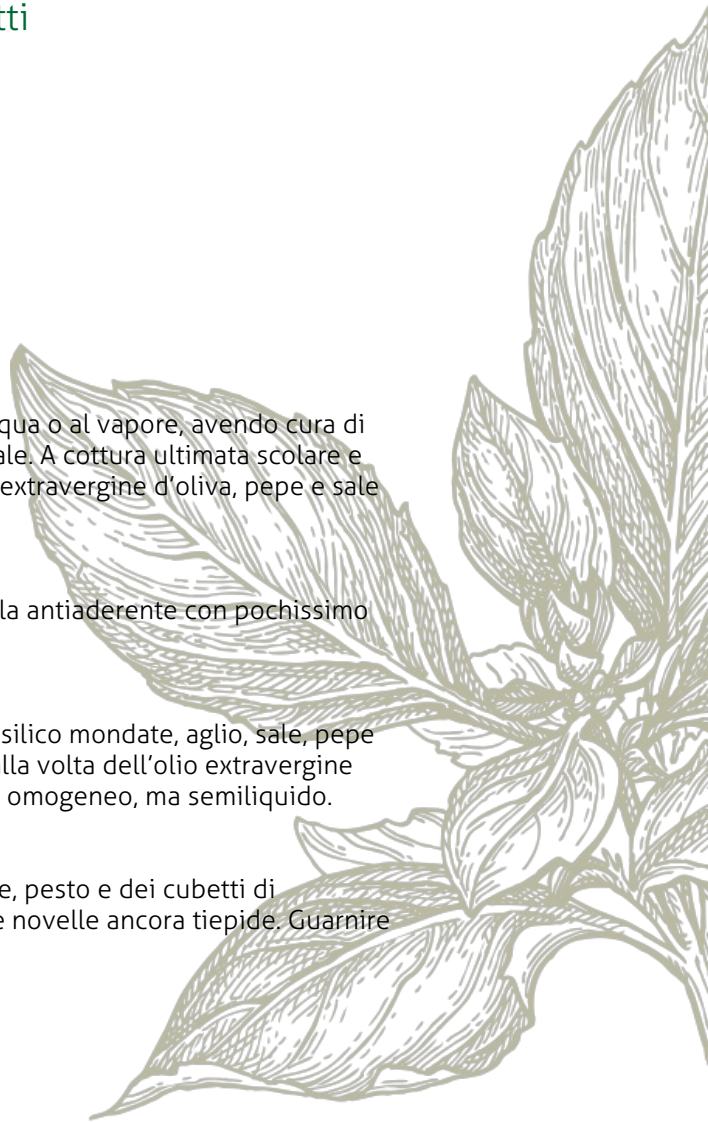 tti
qua o al vapore, avendo cura di
ale. A cottura ultimata scolare e
extravergine d’oliva, pepe e sale
la antiaderente con pochissimo
silico mondate, aglio, sale, pepe
alla volta dell’olio extravergine
omogeneo, ma semiliquido.
e, pesto e dei cubetti di
e novelle ancora tiepide. Guarnire